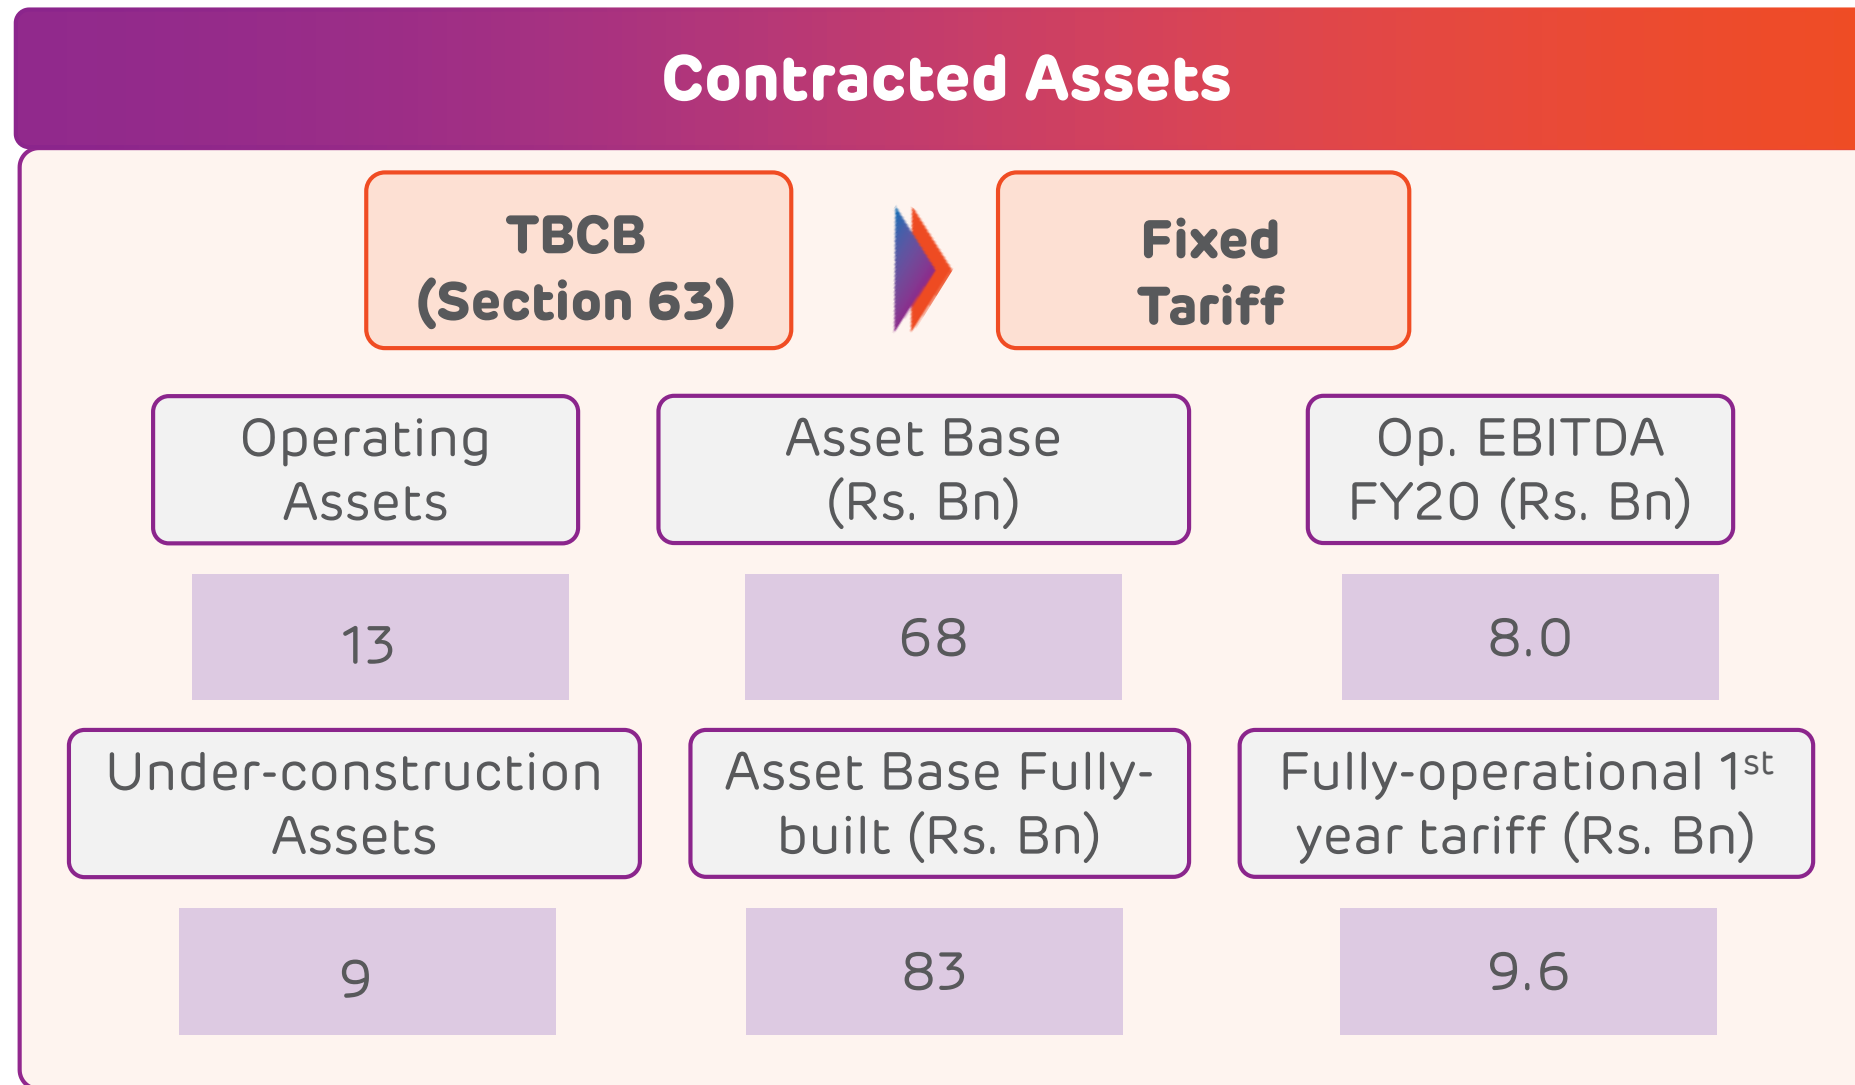 Contracted Assets
TBCB
(Section 63)
Fixed
Tariff
Operating
Assets
Asset Base
(Rs. Bn)
Op. EBITDA
FY20 (Rs. Bn)
13
68
8.0
Under-construction
Assets
Asset Base Fully-
built (Rs. Bn)
Fully-operational 1st
year tariff (Rs. Bn)
9
83
9.6